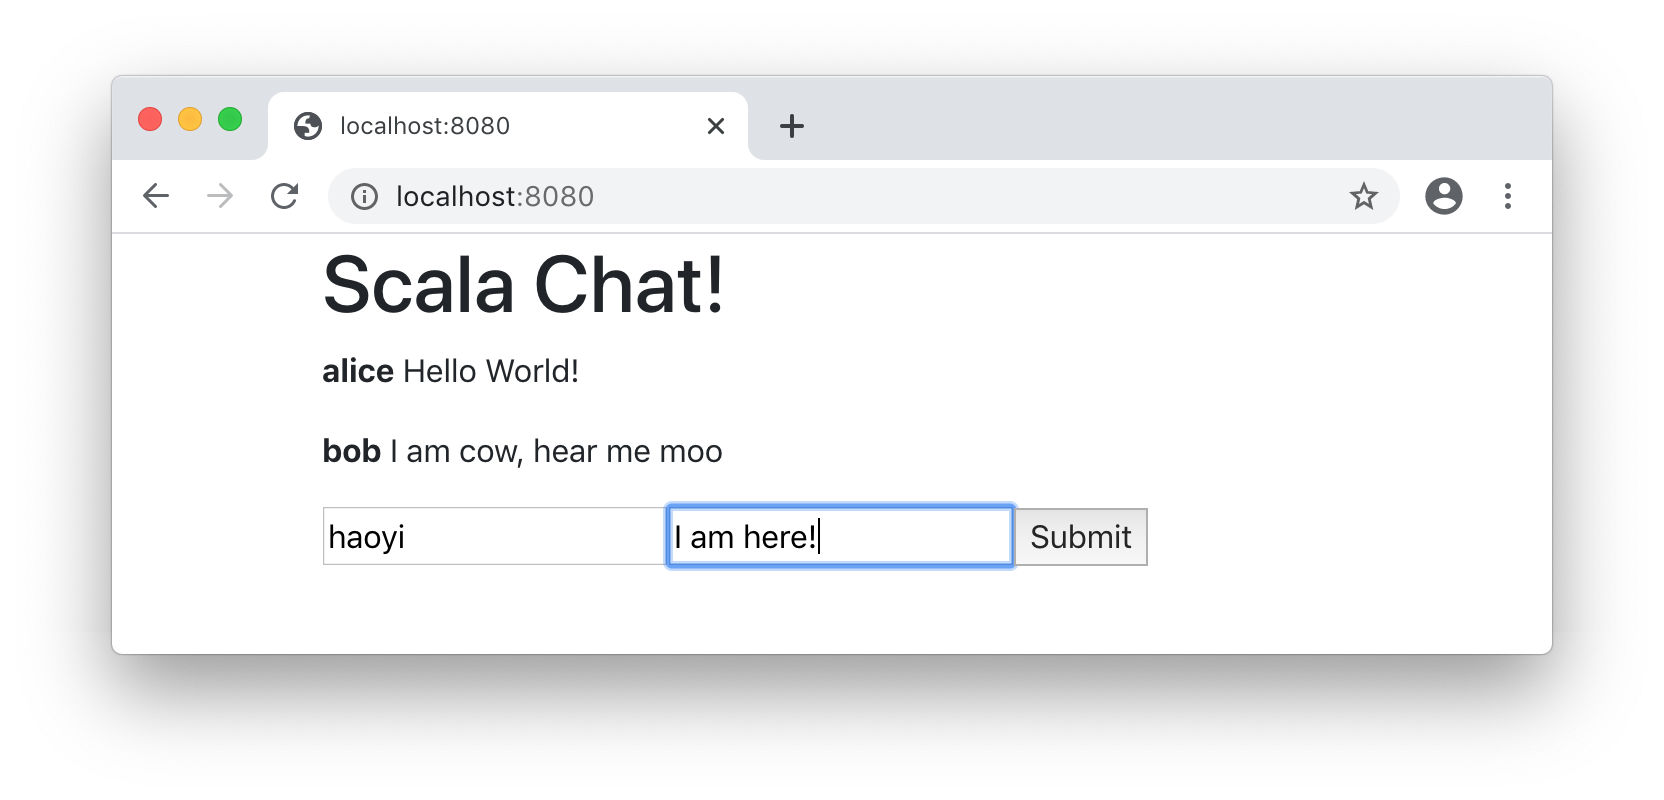 localhost:8080
localhost:8080
Scala Chat!
alice Hello World!
bob I am cow, hear me moo
haoyi I am here! Submit